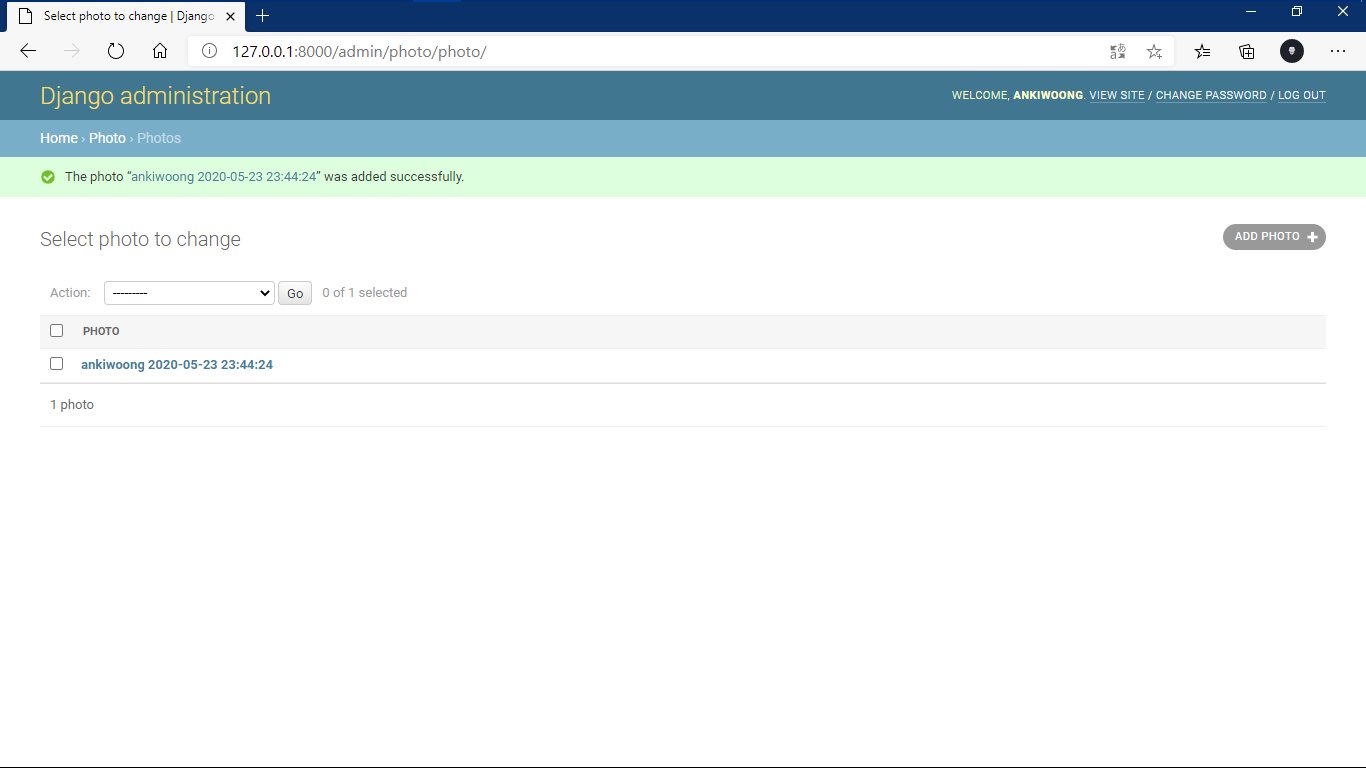 Select photo to change | Django
127.0.0.1:8000/admin/photo/photo/
Django administration
WELCOME, ANKIWOONG. VIEW SITE / CHANGE PASSWORD / LOG OUT
Home › Photo › Photos
The photo “ankiwoong 2020-05-23 23:44:24” was added successfully.
Select photo to change
ADD PHOTO
Action: --------- Go 0 of 1 selected
PHOTO
ankiwoong 2020-05-23 23:44:24
1 photo